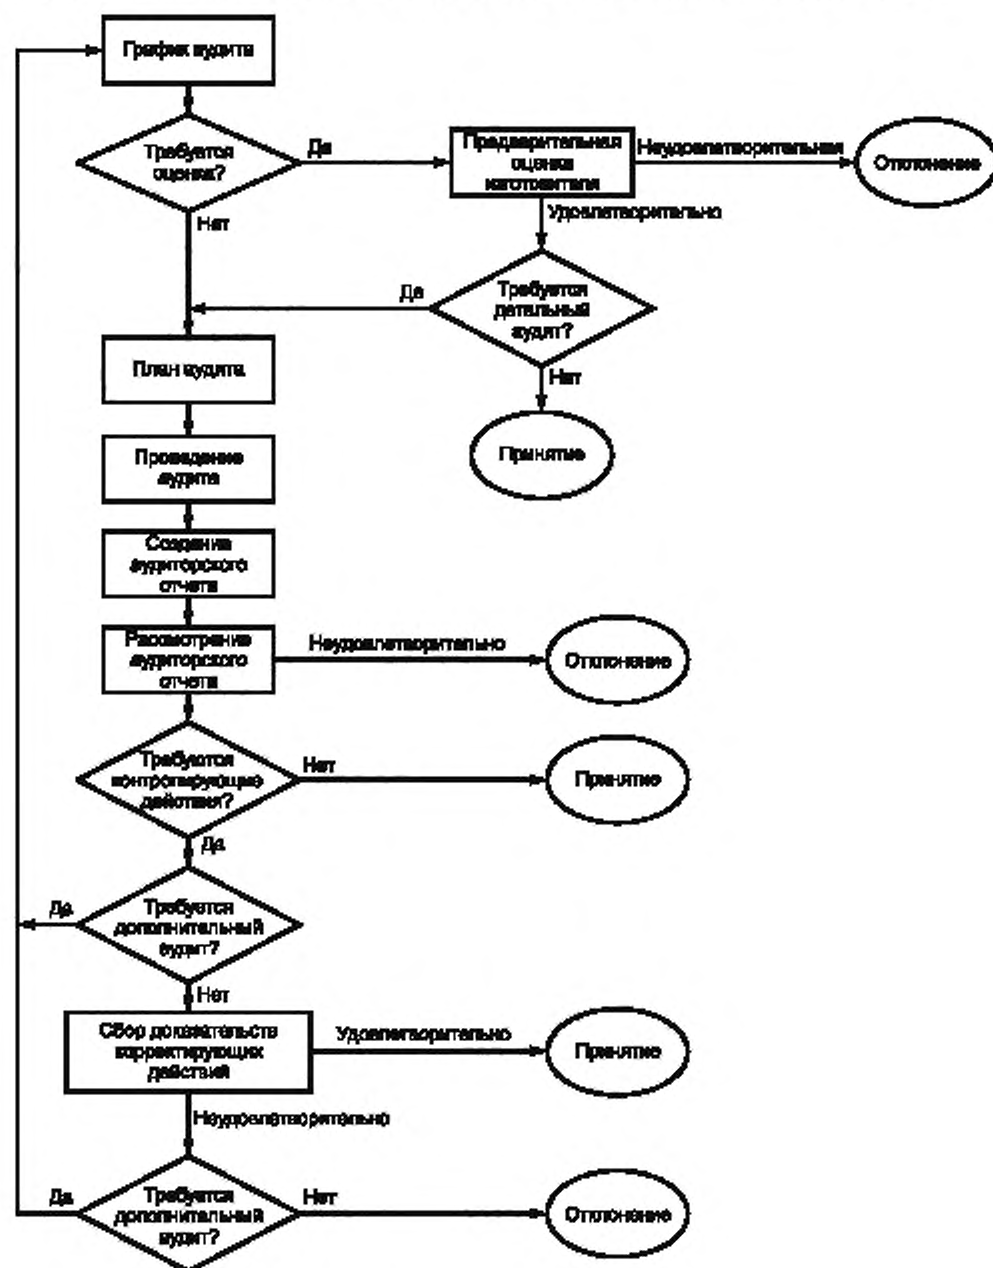 График аудита
Требуется
оценка?
Да
Предварительная
оценка
изготовителя
Неудовлетворительная
Отклонение
Удовлетворительно
Нет
Требуется
детальный
аудит?
Да
Нет
План аудита
Принятие
Проведение
аудита
Создание
аудиторского
отчета
Рассмотрение
аудиторского
отчета
Неудовлетворительно
Отклонение
Требуются
контролирующие
действия?
Нет
Принятие
Да
Требуется
дополнительный
аудит?
Да
Нет
Сбор доказательств
корректирующих
действий
Удовлетворительно
Принятие
Неудовлетворительно
Требуется
дополнительный
аудит?
Да
Нет
Отклонение